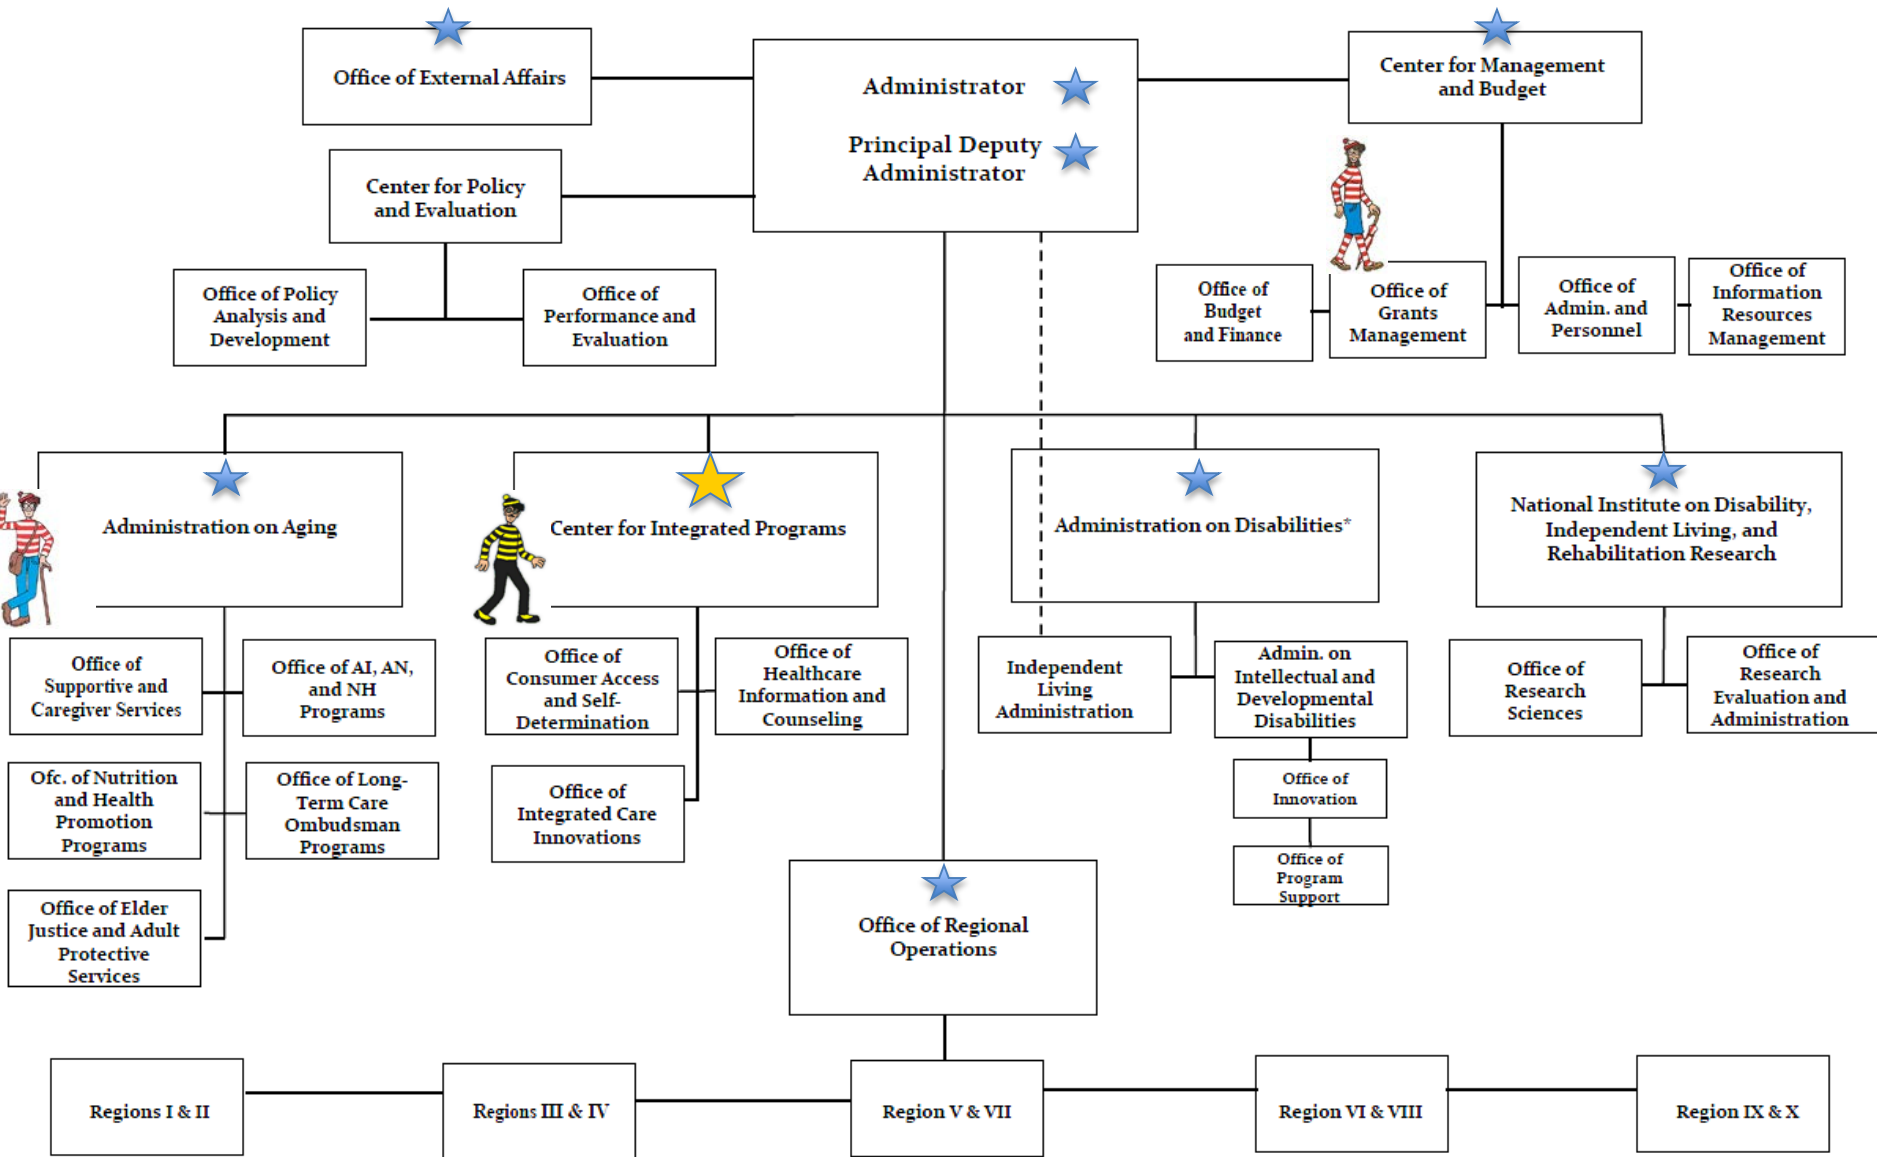 Office of External Affairs
Administrator
Principal Deputy
Administrator
Center for Management
and Budget
Center for Policy
and Evaluation
Office of Policy
Analysis and
Development
Office of
Performance and
Evaluation
Office of
Budget
and Finance
Office of
Grants
Management
Office of
Admin. and
Personnel
Office of
Information
Resources
Management
Administration on Aging
Center for Integrated Programs
Administration on Disabilities*
National Institute on Disability,
Independent Living, and
Rehabilitation Research
Office of
Supportive and
Caregiver Services
Office of AI, AN,
and NH
Programs
Office of
Consumer Access
and Self-
Determination
Office of
Healthcare
Information and
Counseling
Independent
Living
Administration
Admin. on
Intellectual and
Developmental
Disabilities
Office of
Research
Sciences
Office of
Research
Evaluation and
Administration
Ofc. of Nutrition
and Health
Promotion
Programs
Office of Long-
Term Care
Ombudsman
Programs
Office of
Integrated Care
Innovations
Office of
Innovation
Office of
Program
Support
Office of Elder
Justice and Adult
Protective
Services
Office of Regional
Operations
Regions I & II
Regions III & IV
Region V & VII
Region VI & VIII
Region IX & X